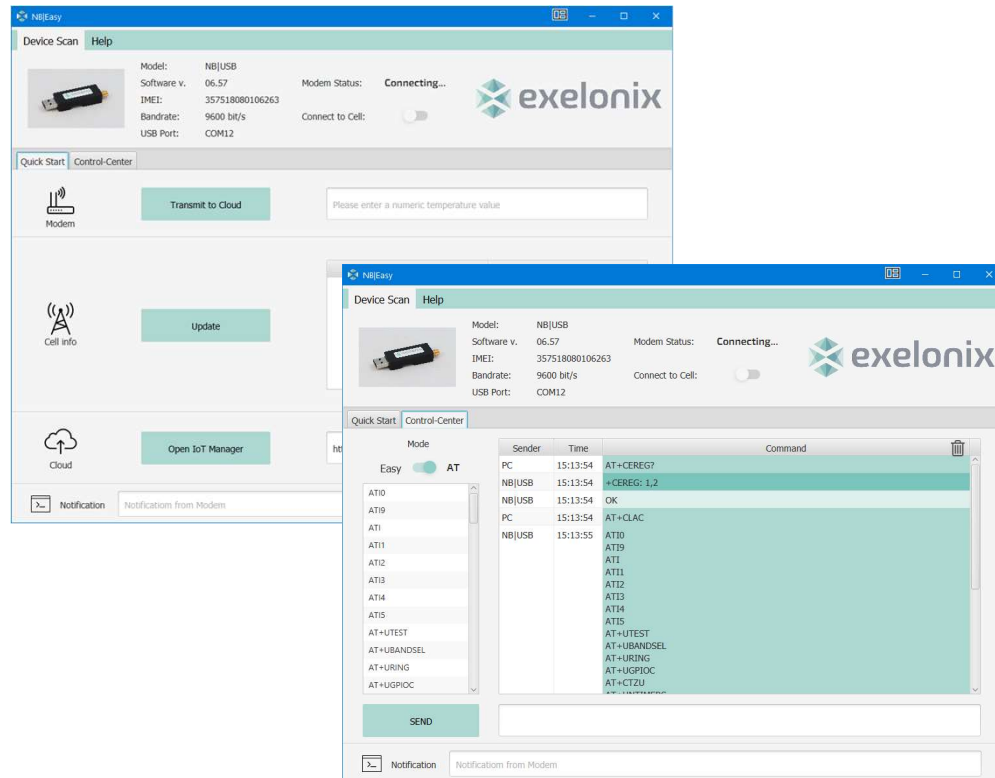 NB|Easy
Device Scan Help
Model: NB|USB
Software v. 06.57 Modem Status: Connecting...
IMEI: 357518080106263
Bandrate: 9600 bit/s Connect to Cell:
USB Port: COM12
exelonix
Quick Start Control-Center
Modem
Transmit to Cloud
Please enter a numeric temperature value
Cell info
Update
Cloud
Open IoT Manager
Notification Notificatiom from Modem
NB|Easy
Device Scan Help
Model: NB|USB
Software v. 06.57 Modem Status: Connecting...
IMEI: 357518080106263
Bandrate: 9600 bit/s Connect to Cell:
USB Port: COM12
exelonix
Quick Start Control-Center
Mode
Easy AT
ATI0
ATI9
ATI
ATI1
ATI2
ATI3
ATI4
ATI5
AT+UTEST
AT+UBANDSEL
AT+URING
AT+UGPIOC
SEND
Sender Time Command
PC 15:13:54 AT+CEREG?
NB|USB 15:13:54 +CEREG: 1,2
NB|USB 15:13:54 OK
PC 15:13:54 AT+CLAC
NB|USB 15:13:55 ATI0
ATI9
ATI
ATI1
ATI2
ATI3
ATI4
ATI5
AT+UTEST
AT+UBANDSEL
AT+URING
AT+UGPIOC
AT+CTZU
Notification Notificatiom from Modem